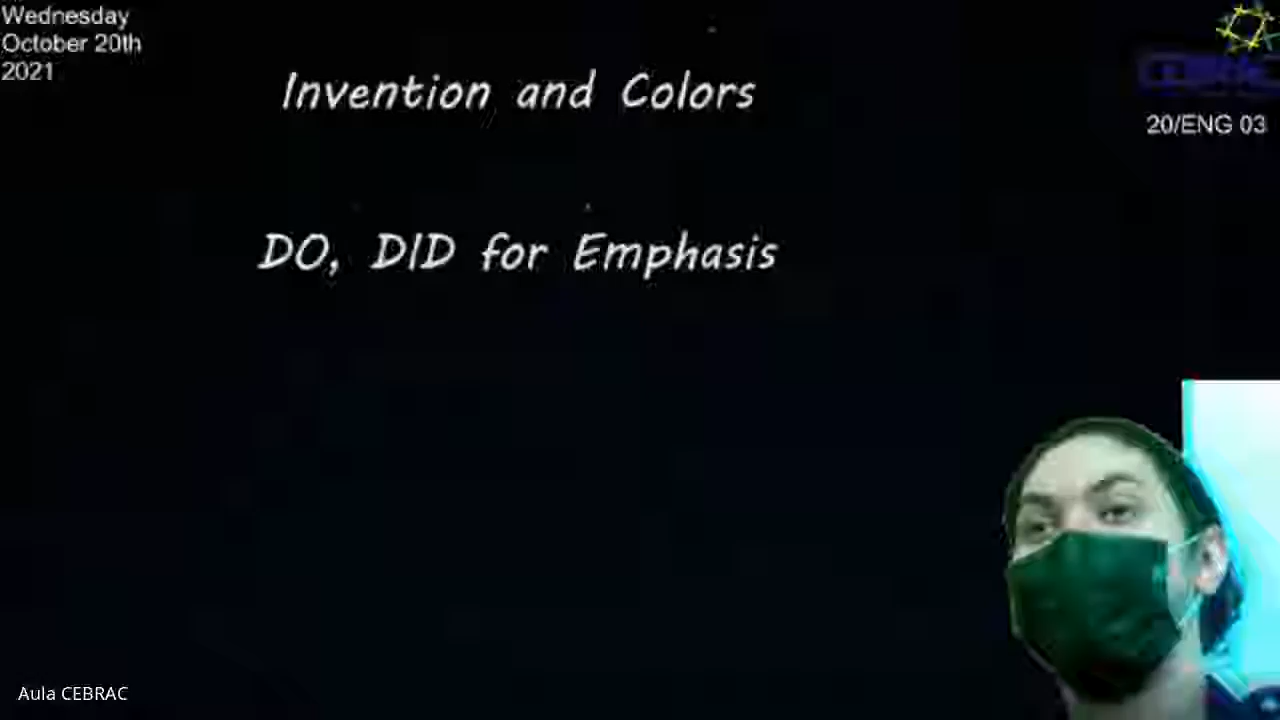 Wednesday
October 20th
2021
Invention and Colors
20/ENG 03
DO, DID for Emphasis
Aula CEBRAC